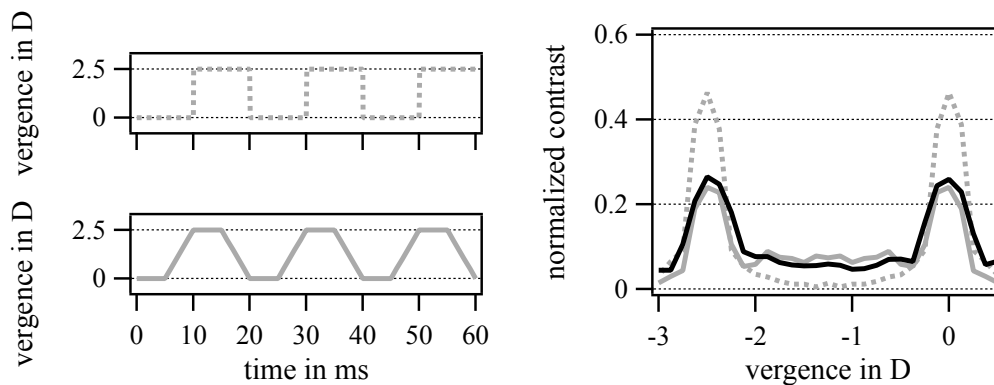 vergence in D
2.5
0
vergence in D
2.5
0
0 10 20 30 40 50 60
time in ms
normalized contrast
0.6
0.4
0.2
0
-3 -2 -1 0
vergence in D